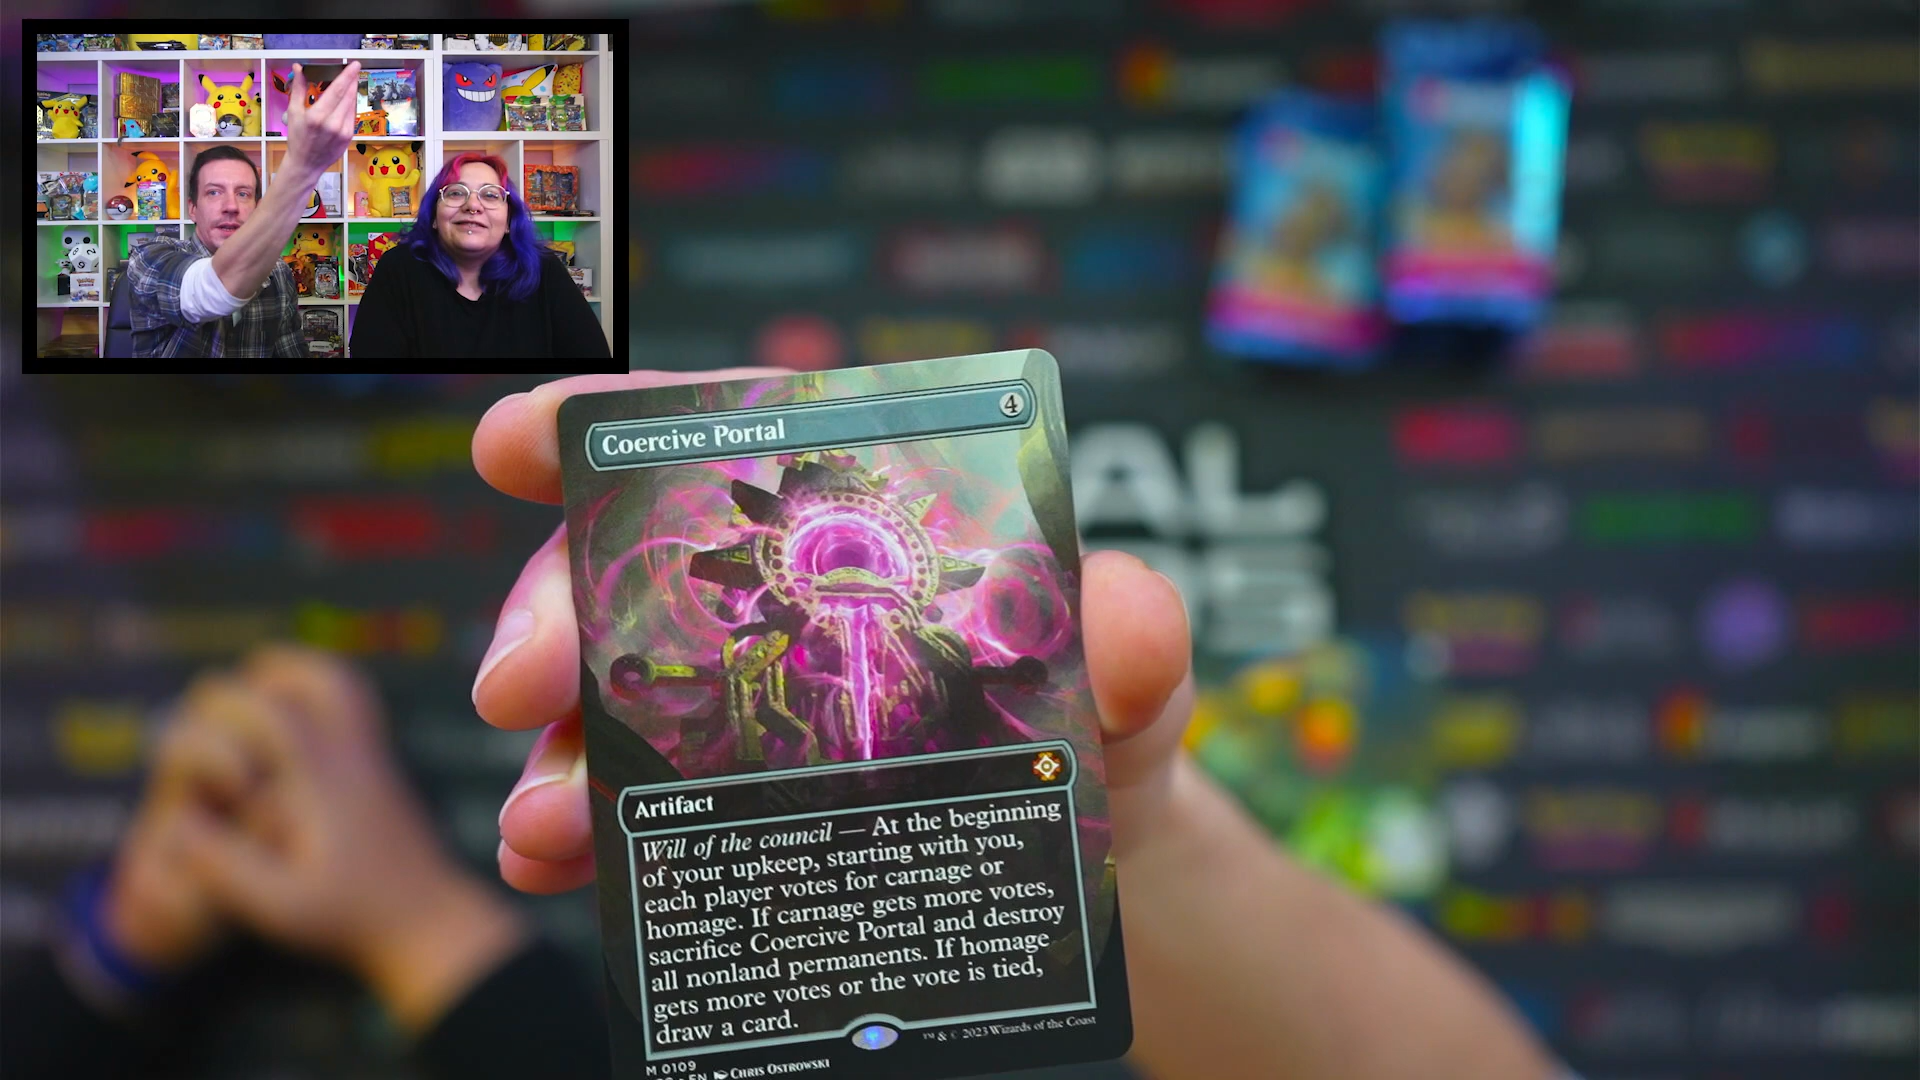 Coercive Portal
4
Artifact
Will of the council — At the beginning
of your upkeep, starting with you,
each player votes for carnage or
homage. If carnage gets more votes,
sacrifice Coercive Portal and destroy
all nonland permanents. If homage
gets more votes or the vote is tied,
draw a card.
™ & © 2023 Wizards of the Coast
M 0109
EN CHRIS OSTROWSKI